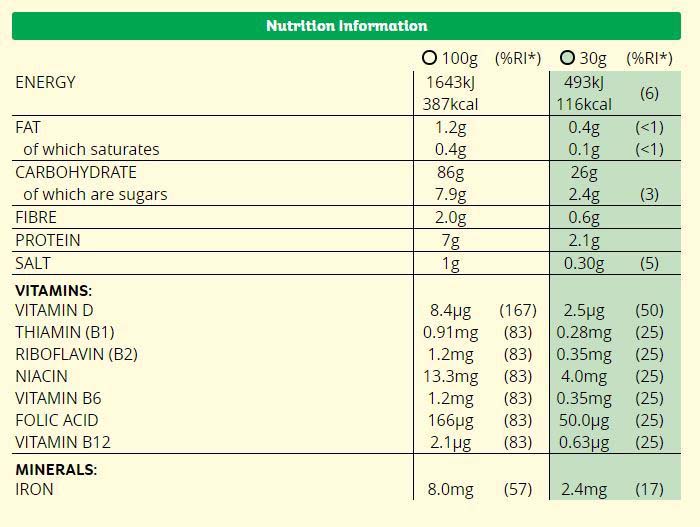 Nutrition Information
100g (%RI*) 30g (%RI*)
ENERGY 1643kJ 493kJ
387kcal 116kcal (6)
FAT 1.2g 0.4g (<1)
of which saturates 0.4g 0.1g (<1)
CARBOHYDRATE 86g 26g
of which are sugars 7.9g 2.4g (3)
FIBRE 2.0g 0.6g
PROTEIN 7g 2.1g
SALT 1g 0.30g (5)
VITAMINS:
VITAMIN D 8.4µg (167) 2.5µg (50)
THIAMIN (B1) 0.91mg (83) 0.28mg (25)
RIBOFLAVIN (B2) 1.2mg (83) 0.35mg (25)
NIACIN 13.3mg (83) 4.0mg (25)
VITAMIN B6 1.2mg (83) 0.35mg (25)
FOLIC ACID 166µg (83) 50.0µg (25)
VITAMIN B12 2.1µg (83) 0.63µg (25)
MINERALS:
IRON 8.0mg (57) 2.4mg (17)